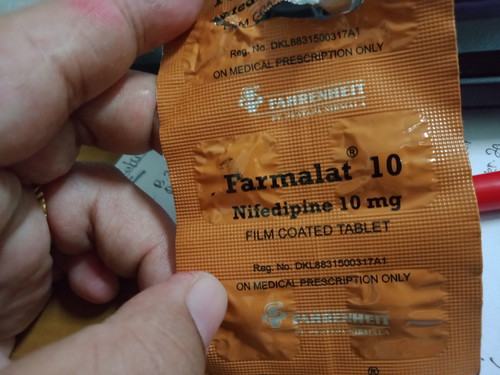 Reg. No. DKL8831500317A1
ON MEDICAL PRESCRIPTION ONLY
FAHRENHEIT
Farmalat® 10
Nifedipine 10 mg
FILM COATED TABLET
Reg. No. DKL8831500317A1
ON MEDICAL PRESCRIPTION ONLY
FAHRENHEIT